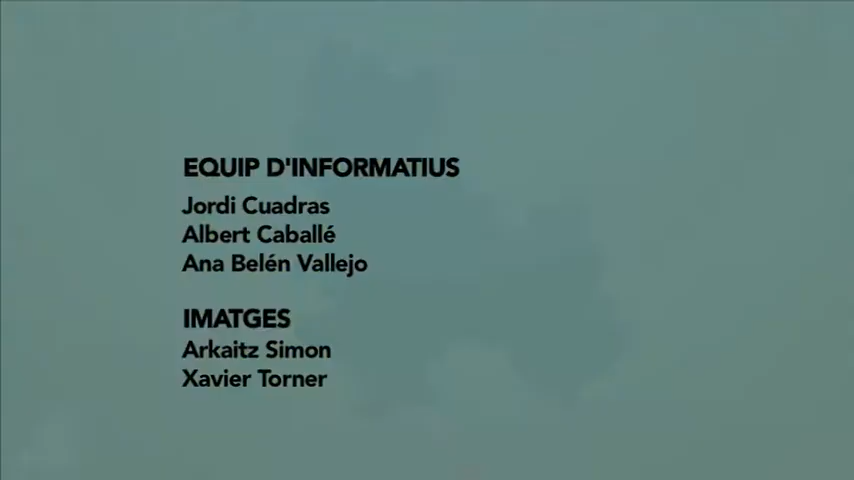 EQUIP D'INFORMATIUS
Jordi Cuadras
Albert Caballé
Ana Belén Vallejo
IMATGES
Arkaitz Simon
Xavier Torner